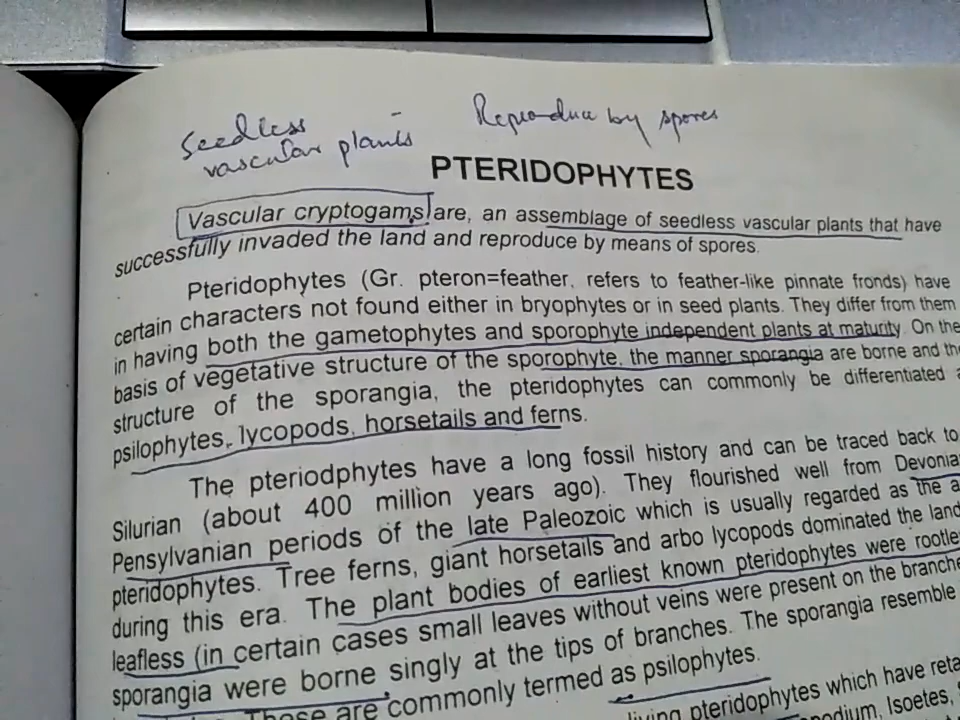 Seedless
vascular plants
Reproduce by spores
PTERIDOPHYTES
Vascular cryptogams are, an assemblage of seedless vascular plants that have
successfully invaded the land and reproduce by means of spores.
Pteridophytes (Gr. pteron=feather, refers to feather-like pinnate fronds) have
certain characters not found either in bryophytes or in seed plants. They differ from them
in having both the gametophytes and sporophyte independent plants at maturity. On the
basis of vegetative structure of the sporophyte, the manner sporangia are borne and the
structure of the sporangia, the pteridophytes can commonly be differentiated a
psilophytes, lycopods, horsetails and ferns.
The pteriodphytes have a long fossil history and can be traced back to
Silurian (about 400 million years ago). They flourished well from Devonia
Pensylvanian periods of the late Paleozoic which is usually regarded as the a
pteridophytes. Tree ferns, giant horsetails and arbo lycopods dominated the land
during this era. The plant bodies of earliest known pteridophytes were rootle
leafless (in certain cases small leaves without veins were present on the branche
sporangia were borne singly at the tips of branches. The sporangia resemble
These are commonly termed as psilophytes.
living pteridophytes which have reta
Isoetes,